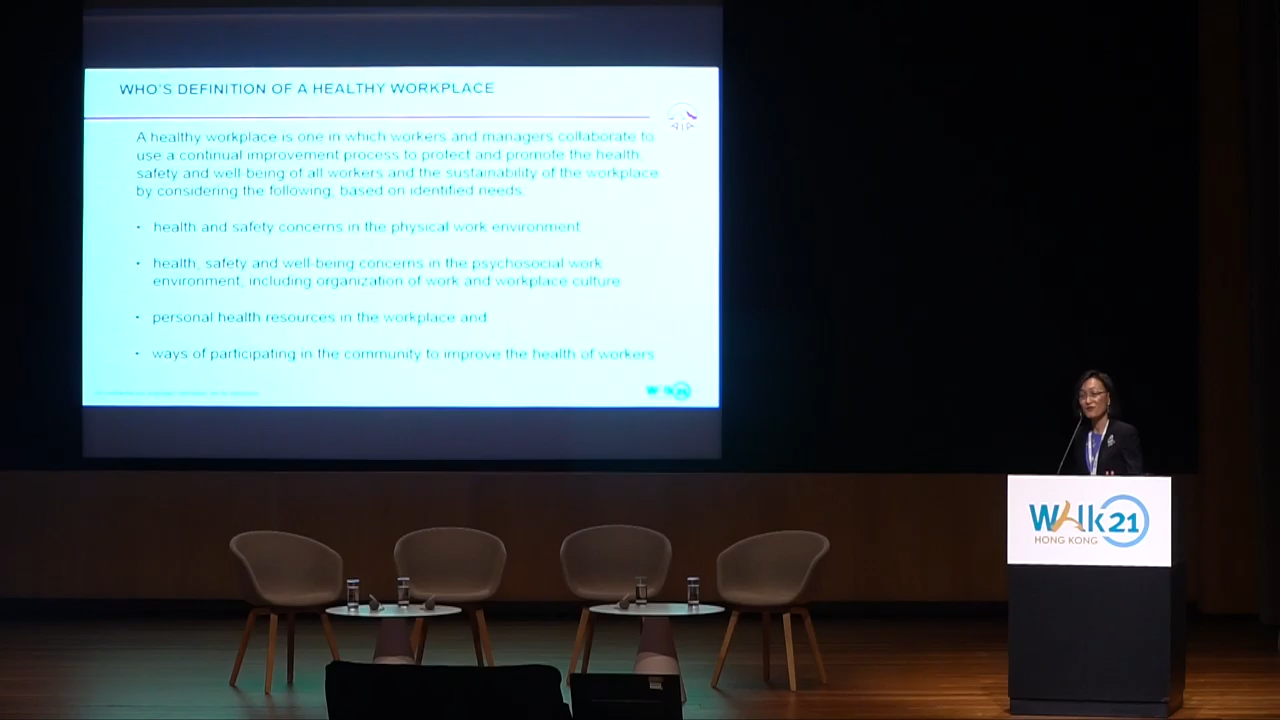 WHO'S DEFINITION OF A HEALTHY WORKPLACE
AIA
A healthy workplace is one in which workers and managers collaborate to
use a continual improvement process to protect and promote the health,
safety and well-being of all workers and the sustainability of the workplace
by considering the following, based on identified needs:
• health and safety concerns in the physical work environment
• health, safety and well-being concerns in the psychosocial work
environment, including organization of work and workplace culture
• personal health resources in the workplace and
• ways of participating in the community to improve the health of workers
Walk21
Walk 21
HONG KONG